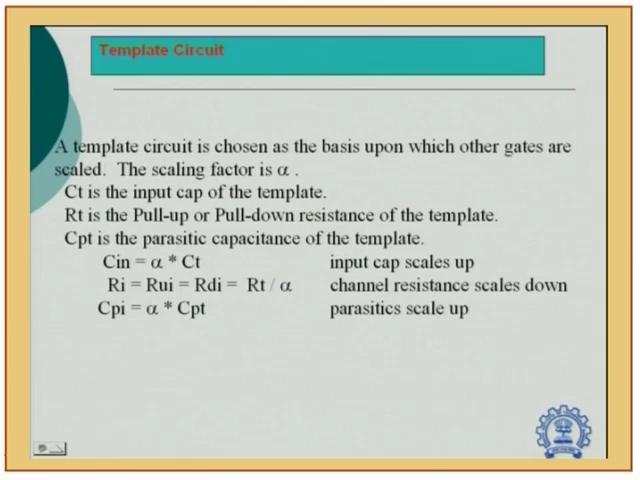 Template Circuit
A template circuit is chosen as the basis upon which other gates are
scaled. The scaling factor is α .
Ct is the input cap of the template.
Rt is the Pull-up or Pull-down resistance of the template.
Cpt is the parasitic capacitance of the template.
Cin = α * Ct input cap scales up
Ri = Rui = Rdi = Rt / α channel resistance scales down
Cpi = α * Cpt parasitics scale up